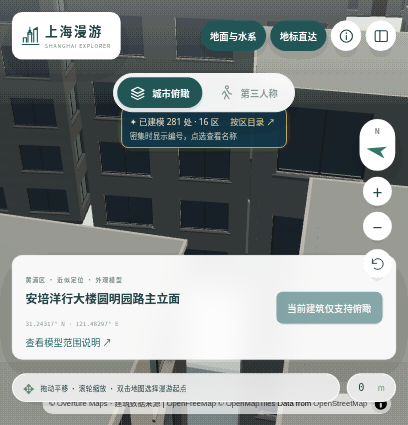 上海漫游
SHANGHAI EXPLORER
地面与水系
地标直达
城市俯瞰
第三人称
✦ 已建模 281 处 · 16 区 按区目录 ↗
密集时显示编号，点选查看名称
N
+
−
黄浦区 · 近似定位 · 外观模型
安培洋行大楼圆明园路主立面
31.24317° N · 121.48297° E
查看模型范围说明 ↗
当前建筑仅支持俯瞰
拖动平移 · 滚轮缩放 · 双击地图选择漫游起点
0 m
© Overture Maps · 建筑数据来源 | OpenFreeMap © OpenMapTiles Data from OpenStreetMap